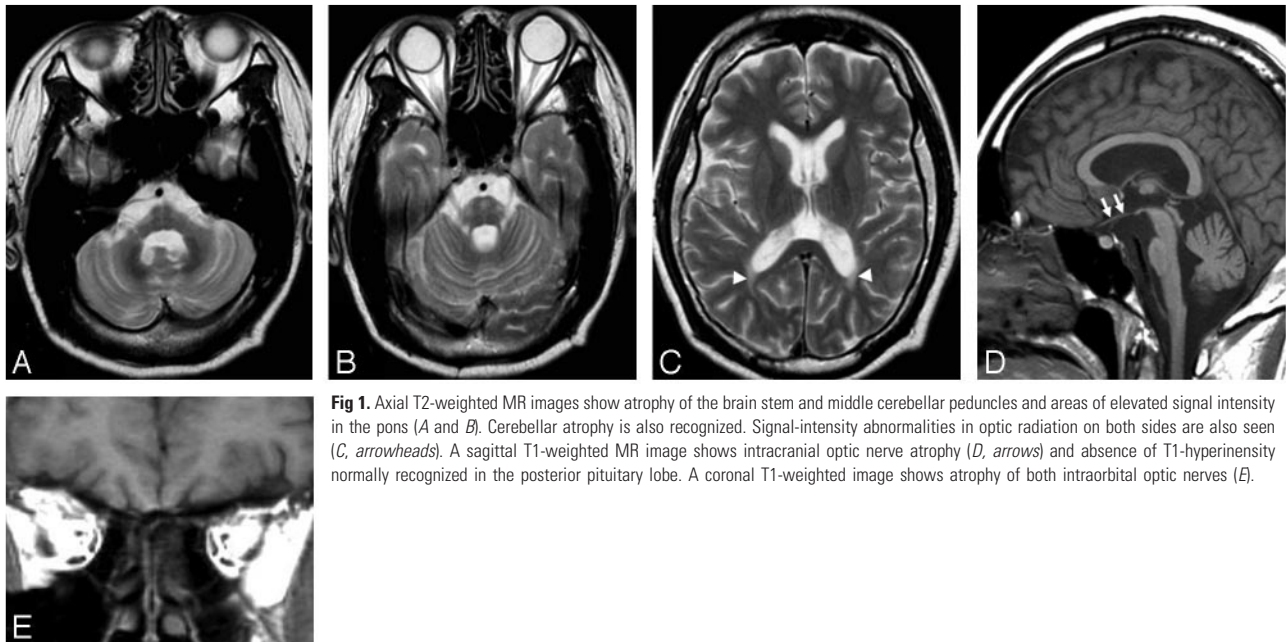 A
B
C
D
E
Fig 1. Axial T2-weighted MR images show atrophy of the brain stem and middle cerebellar peduncles and areas of elevated signal intensity
in the pons (A and B). Cerebellar atrophy is also recognized. Signal-intensity abnormalities in optic radiation on both sides are also seen
(C, arrowheads). A sagittal T1-weighted MR image shows intracranial optic nerve atrophy (D, arrows) and absence of T1-hyperinensity
normally recognized in the posterior pituitary lobe. A coronal T1-weighted image shows atrophy of both intraorbital optic nerves (E).